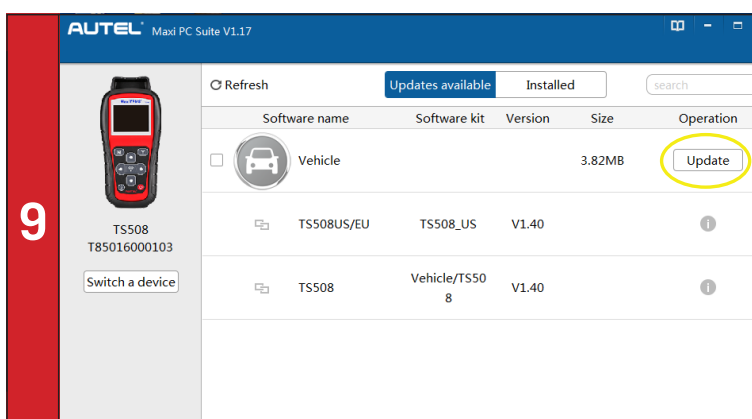 AUTEL Maxi PC Suite V1.17
Refresh
Updates available
Installed
search
Software name Software kit Version Size Operation
Vehicle 3.82MB Update
9
TS508
T85016000103
Switch a device
TS508US/EU TS508_US V1.40
TS508 Vehicle/TS50
8 V1.40